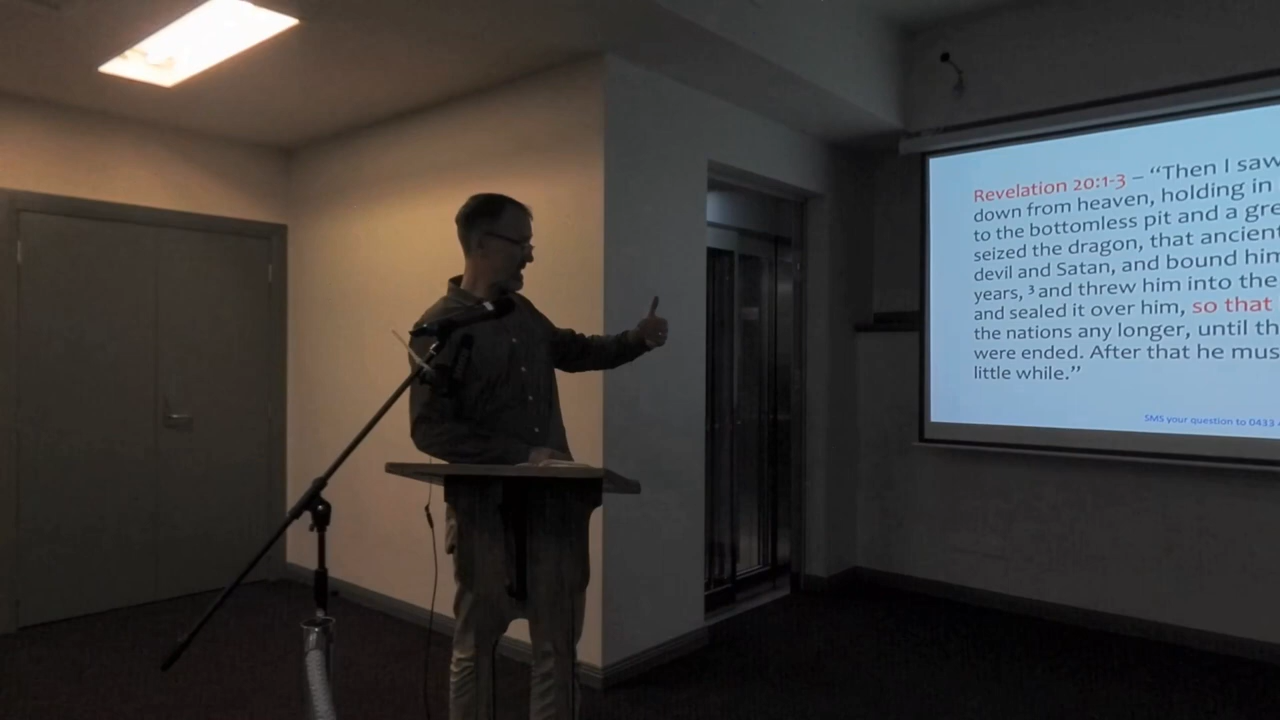 Revelation 20:1-3 – “Then I saw
down from heaven, holding in
to the bottomless pit and a gre
seized the dragon, that ancient
devil and Satan, and bound him
years, ³ and threw him into the
and sealed it over him, so that
the nations any longer, until th
were ended. After that he mus
little while.”
SMS your question to 0433